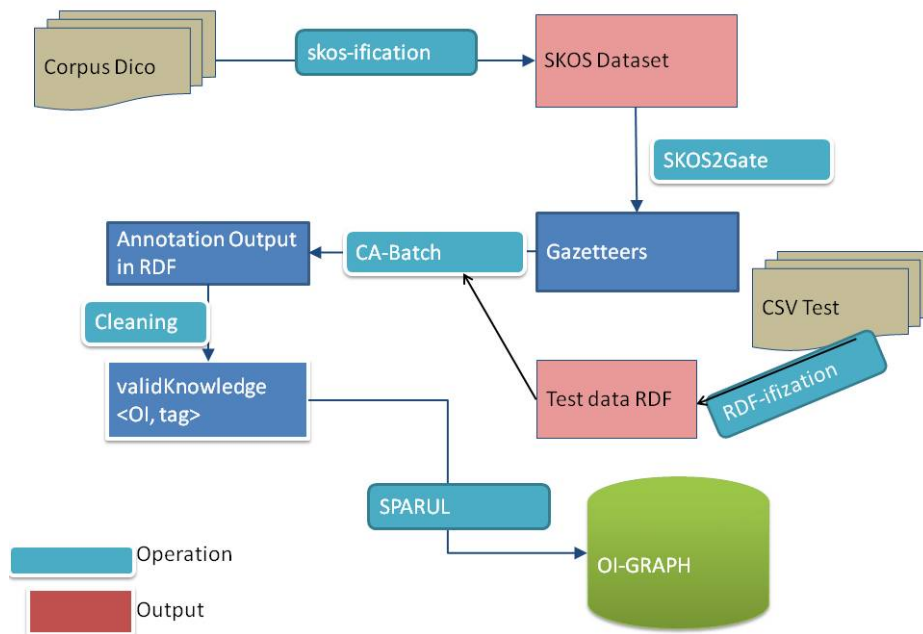 Corpus Dico
skos-ification
SKOS Dataset
SKOS2Gate
Annotation Output
in RDF
CA-Batch
Gazetteers
CSV Test
Cleaning
validKnowledge
<OI, tag>
Test data RDF
RDF-ifization
SPARUL
OI-GRAPH
Operation
Output